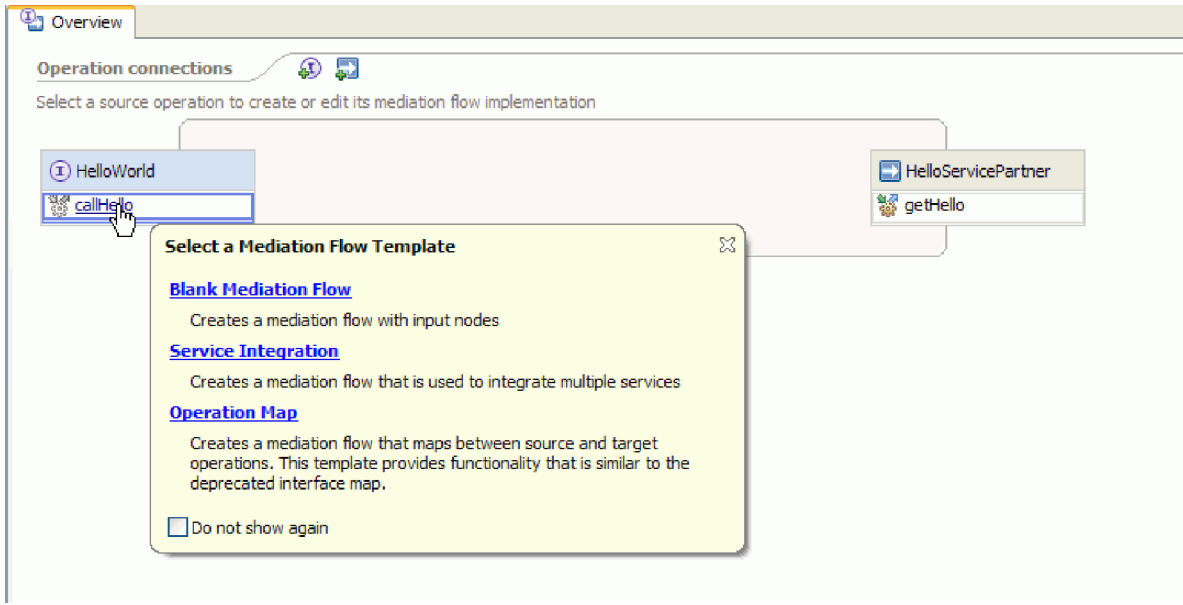 Overview
Operation connections
Select a source operation to create or edit its mediation flow implementation
HelloWorld
callHello
HelloServicePartner
getHello
Select a Mediation Flow Template
Blank Mediation Flow
Creates a mediation flow with input nodes
Service Integration
Creates a mediation flow that is used to integrate multiple services
Operation Map
Creates a mediation flow that maps between source and target
operations. This template provides functionality that is similar to the
deprecated interface map.
Do not show again